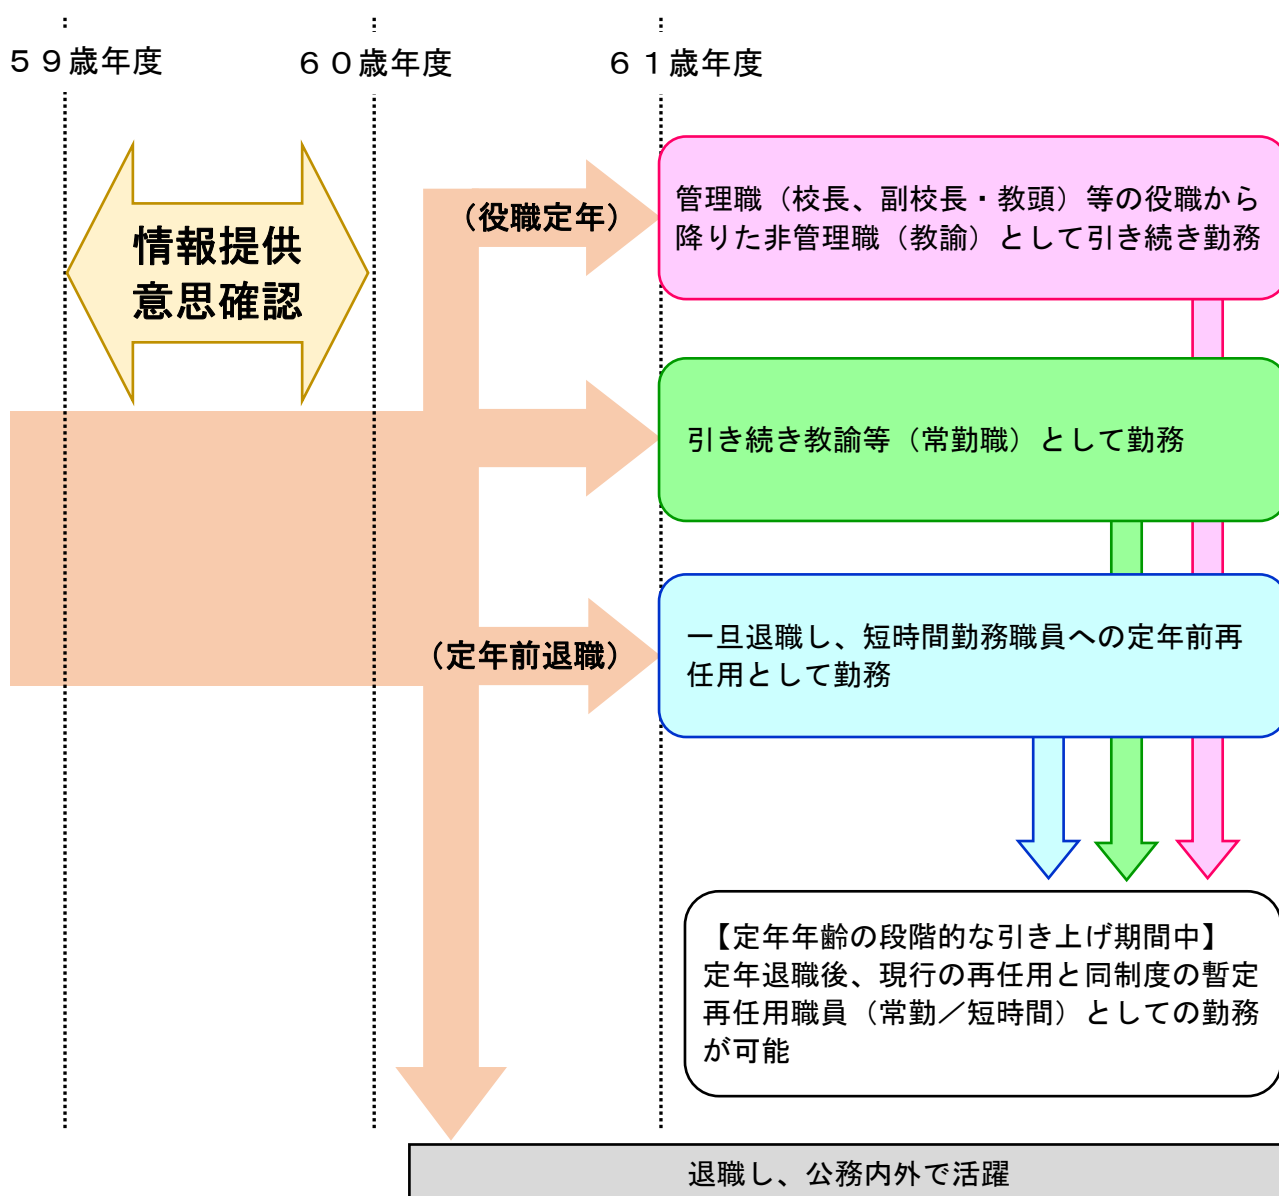 ５９歳年度
６０歳年度
６１歳年度
情報提供
意思確認
（役職定年）
管理職（校長、副校長・教頭）等の役職から
降りた非管理職（教諭）として引き続き勤務
引き続き教諭等（常勤職）として勤務
（定年前退職）
一旦退職し、短時間勤務職員への定年前再
任用として勤務
【定年年齢の段階的な引き上げ期間中】
定年退職後、現行の再任用と同制度の暫定
再任用職員（常勤／短時間）としての勤務
が可能
退職し、公務内外で活躍